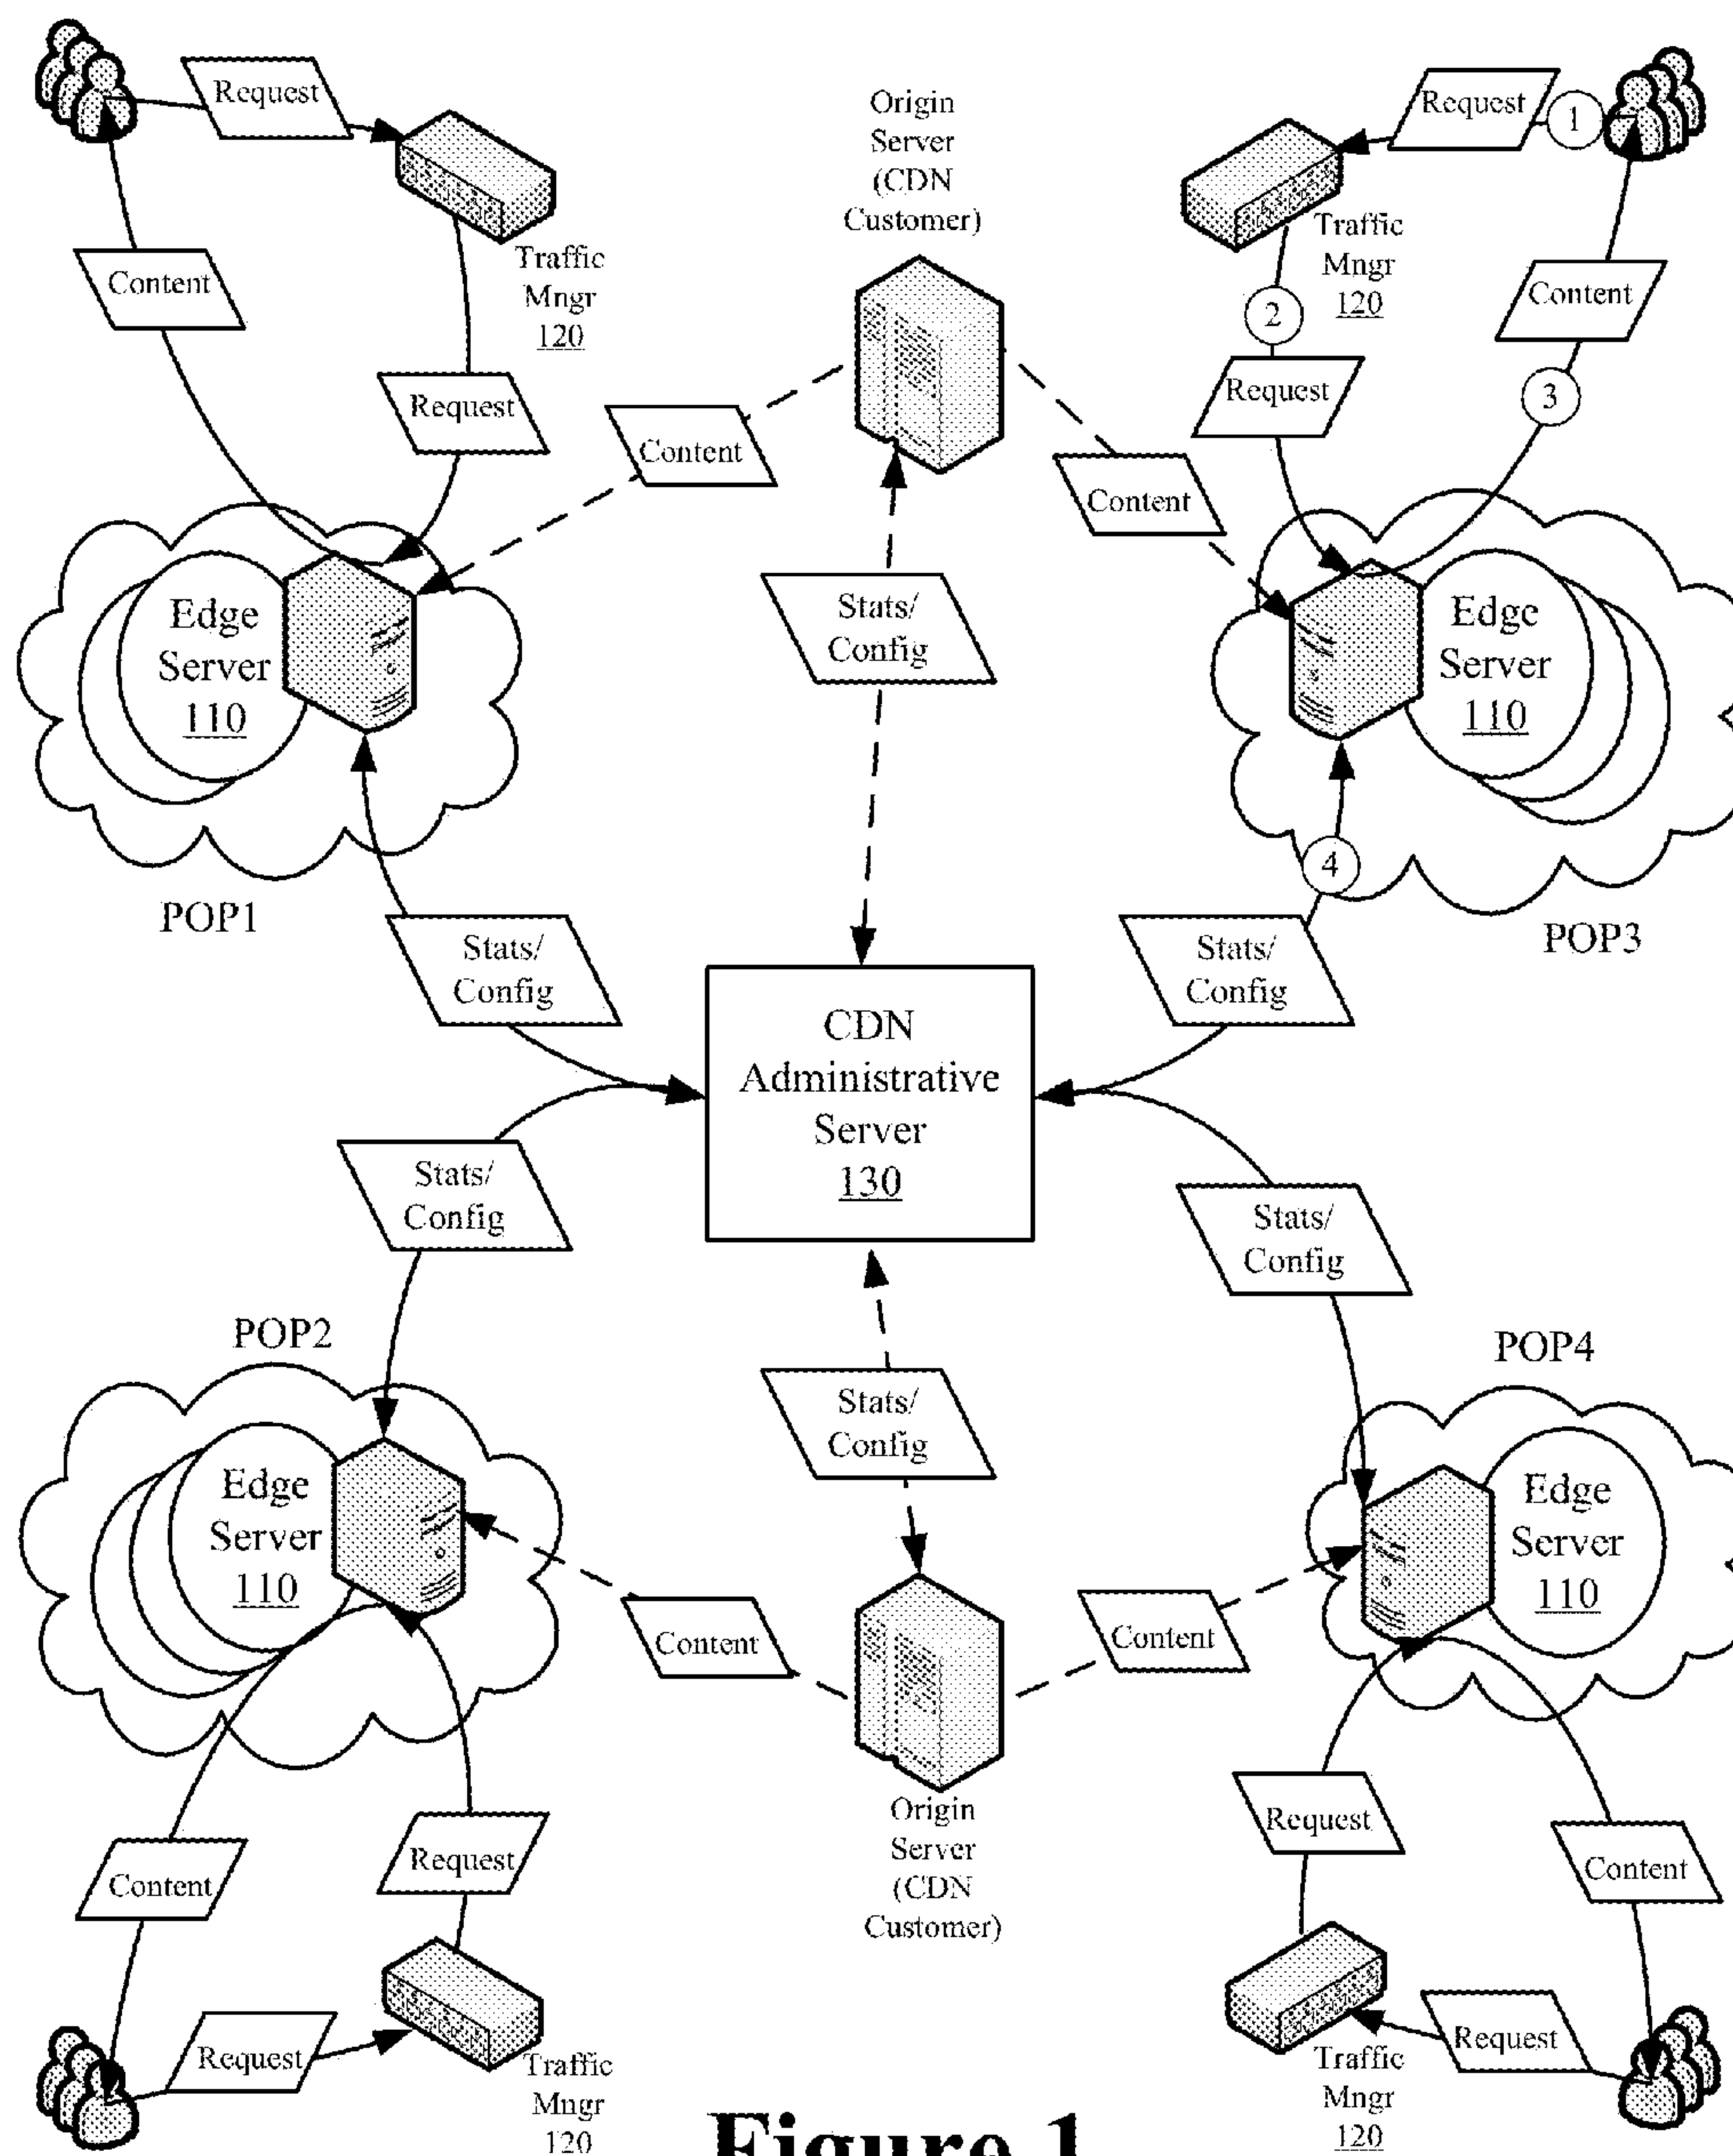 Request
Content
Traffic
Mngr
120
Request
Origin
Server
(CDN
Customer)
Request
1
Traffic
Mngr
120
2
Request
Content
3
Content
Content
Edge
Server
110
POP1
Stats/
Config
Edge
Server
110
4
POP3
Stats/
Config
Stats/
Config
CDN
Administrative
Server
130
Stats/
Config
Stats/
Config
POP2
Edge
Server
110
Stats/
Config
POP4
Edge
Server
110
Content
Content
Content
Request
Origin
Server
(CDN
Customer)
Request
Content
Request
Traffic
Mngr
120
Traffic
Mngr
120
Request
Figure 1